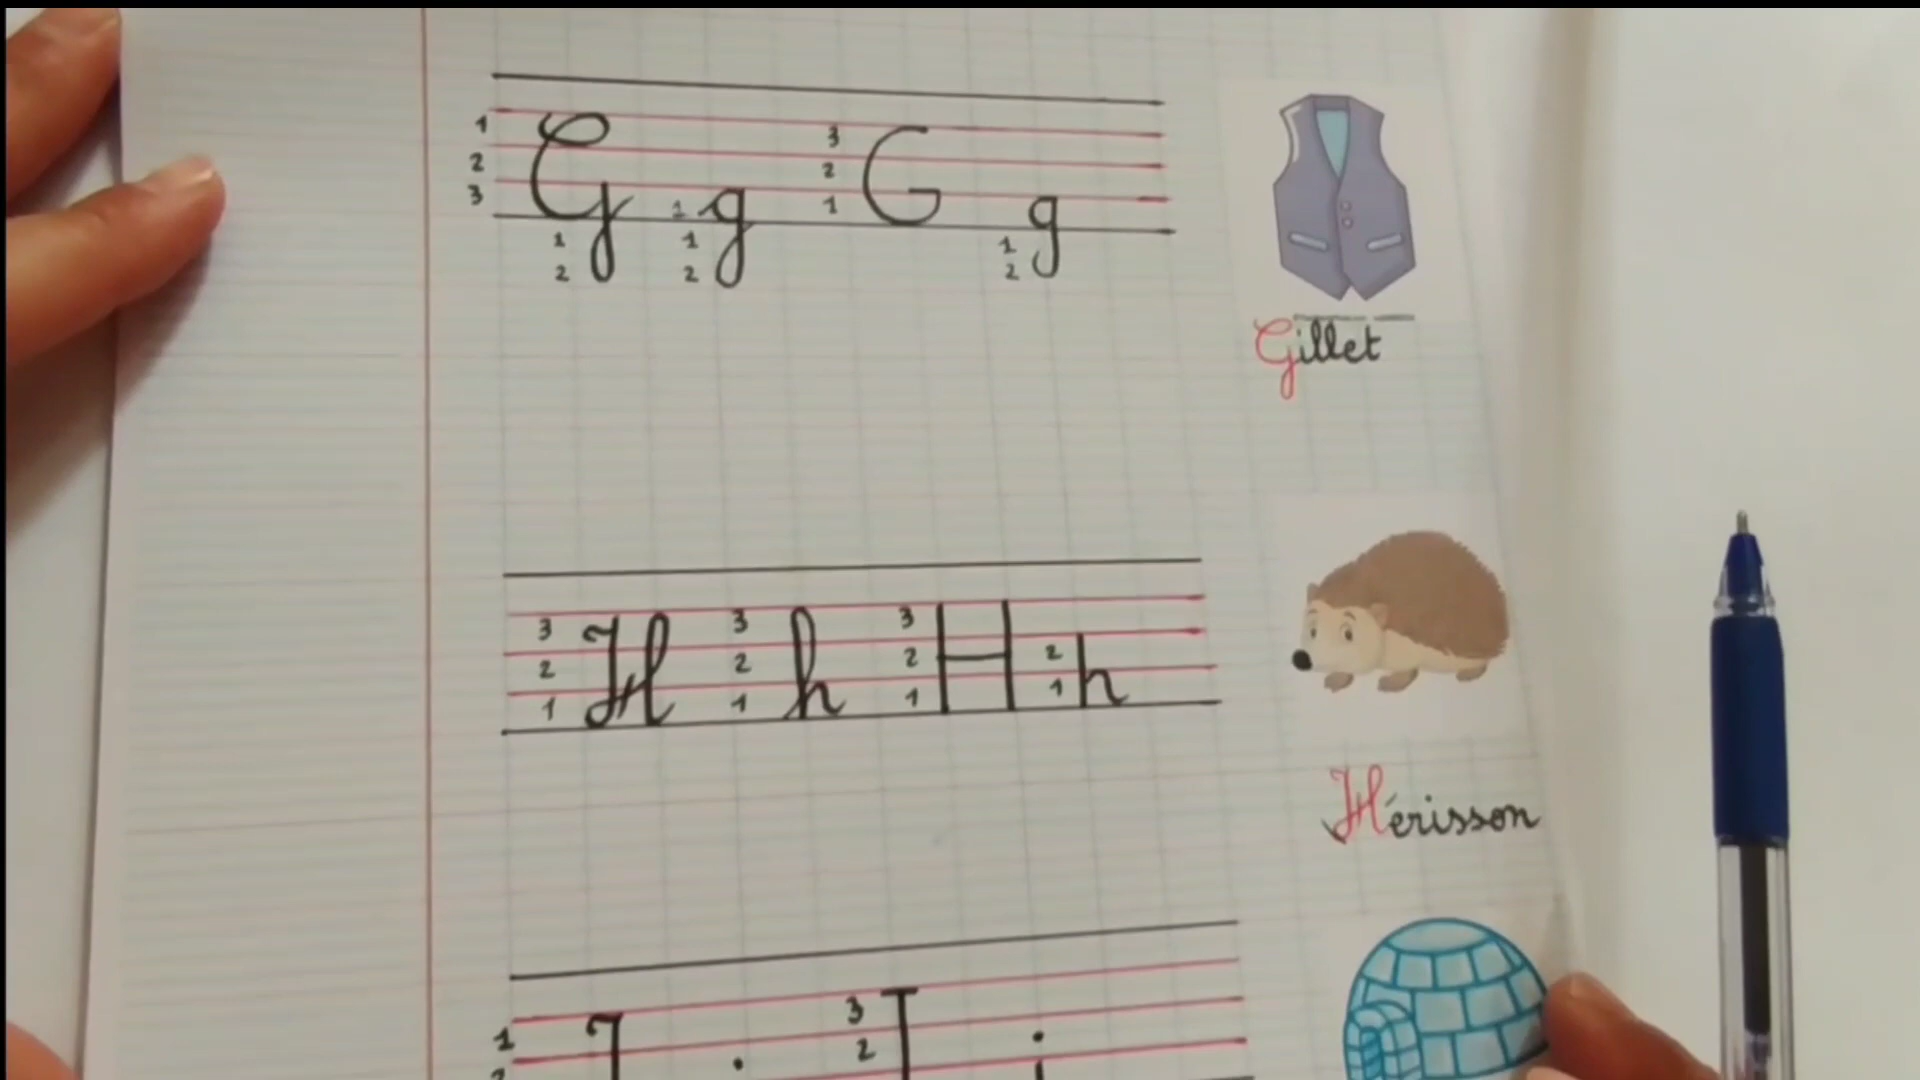 1 G g 3 G g
2 1 2
3 1 1
1 1 1
2 2 2
Gillet
3 H 3 h 3 H h
2 2 2 2
1 1 1 1
Hérisson
1 I i 3 I i
2